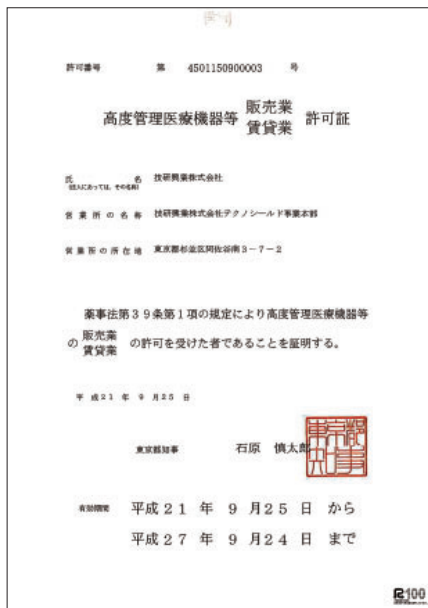 許可番号 第 4501150900003 号
高度管理医療機器等 販売業 賃貸業 許可証
氏名 技研興業株式会社
(法人にあっては、その名称)
営業所の名称 技研興業株式会社テクノシールド事業本部
営業所の所在地 東京都杉並区阿佐谷南3-7-2
薬事法第39条第1項の規定により高度管理医療機器等
の 販売業 賃貸業 の許可を受けた者であることを証明する。
平成21年9月25日
東京都知事 石原 慎太郎
東京都知事
有効期間 平成21年9月25日から
平成27年9月24日まで
R100